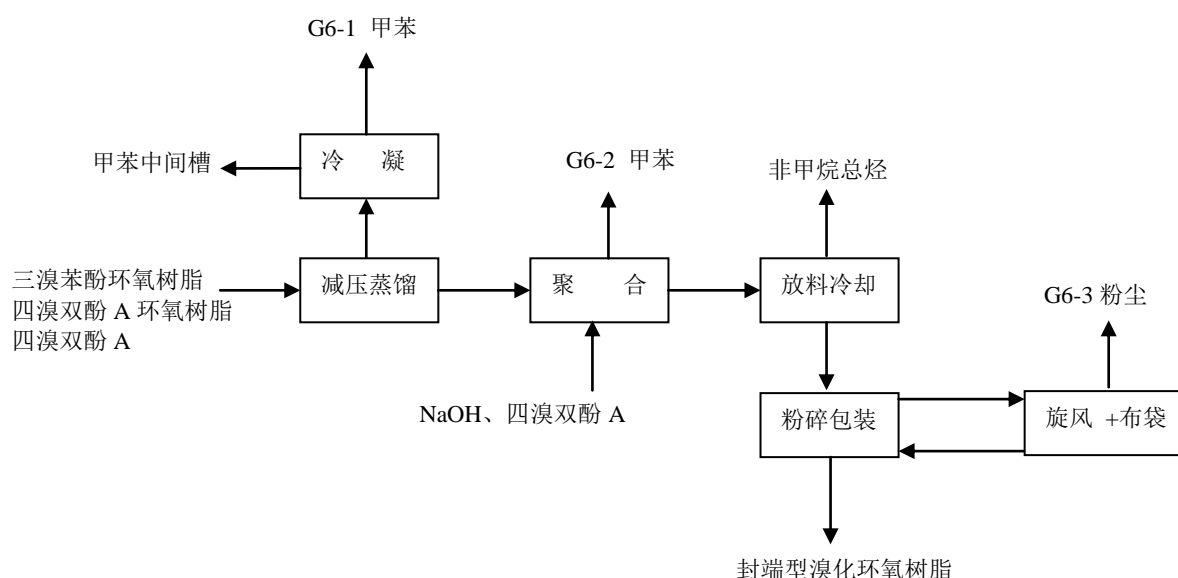 G6-1 甲苯
甲苯中间槽
冷 凝
G6-2 甲苯
非甲烷总烃
三溴苯酚环氧树脂
四溴双酚 A 环氧树脂
四溴双酚 A
减压蒸馏
聚 合
放料冷却
G6-3 粉尘
NaOH、四溴双酚 A
粉碎包装
旋风 +布袋
封端型溴化环氧树脂